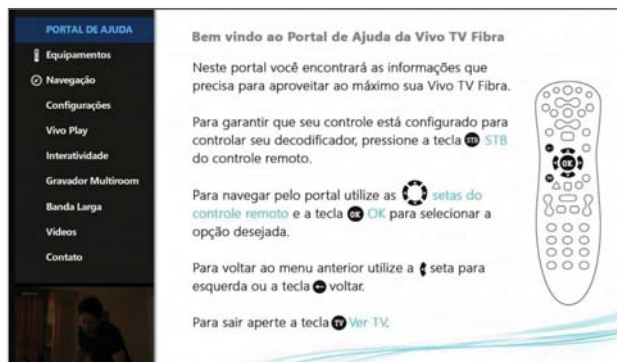 PORTAL DE AJUDA
Equipamentos
Navegação
Configurações
Vivo Play
Interatividade
Gravador Multiroom
Banda Larga
Vídeos
Contato
Bem vindo ao Portal de Ajuda da Vivo TV Fibra
Neste portal você encontrará as informações que
precisa para aproveitar ao máximo sua Vivo TV Fibra.
Para garantir que seu controle está configurado para
controlar seu decodificador, pressione a tecla STB STB
do controle remoto.
Para navegar pelo portal utilize as setas do
controle remoto e a tecla OK OK para selecionar a
opção desejada.
Para voltar ao menu anterior utilize a seta para
esquerda ou a tecla voltar.
Para sair aperte a tecla TV Ver TV.
OK